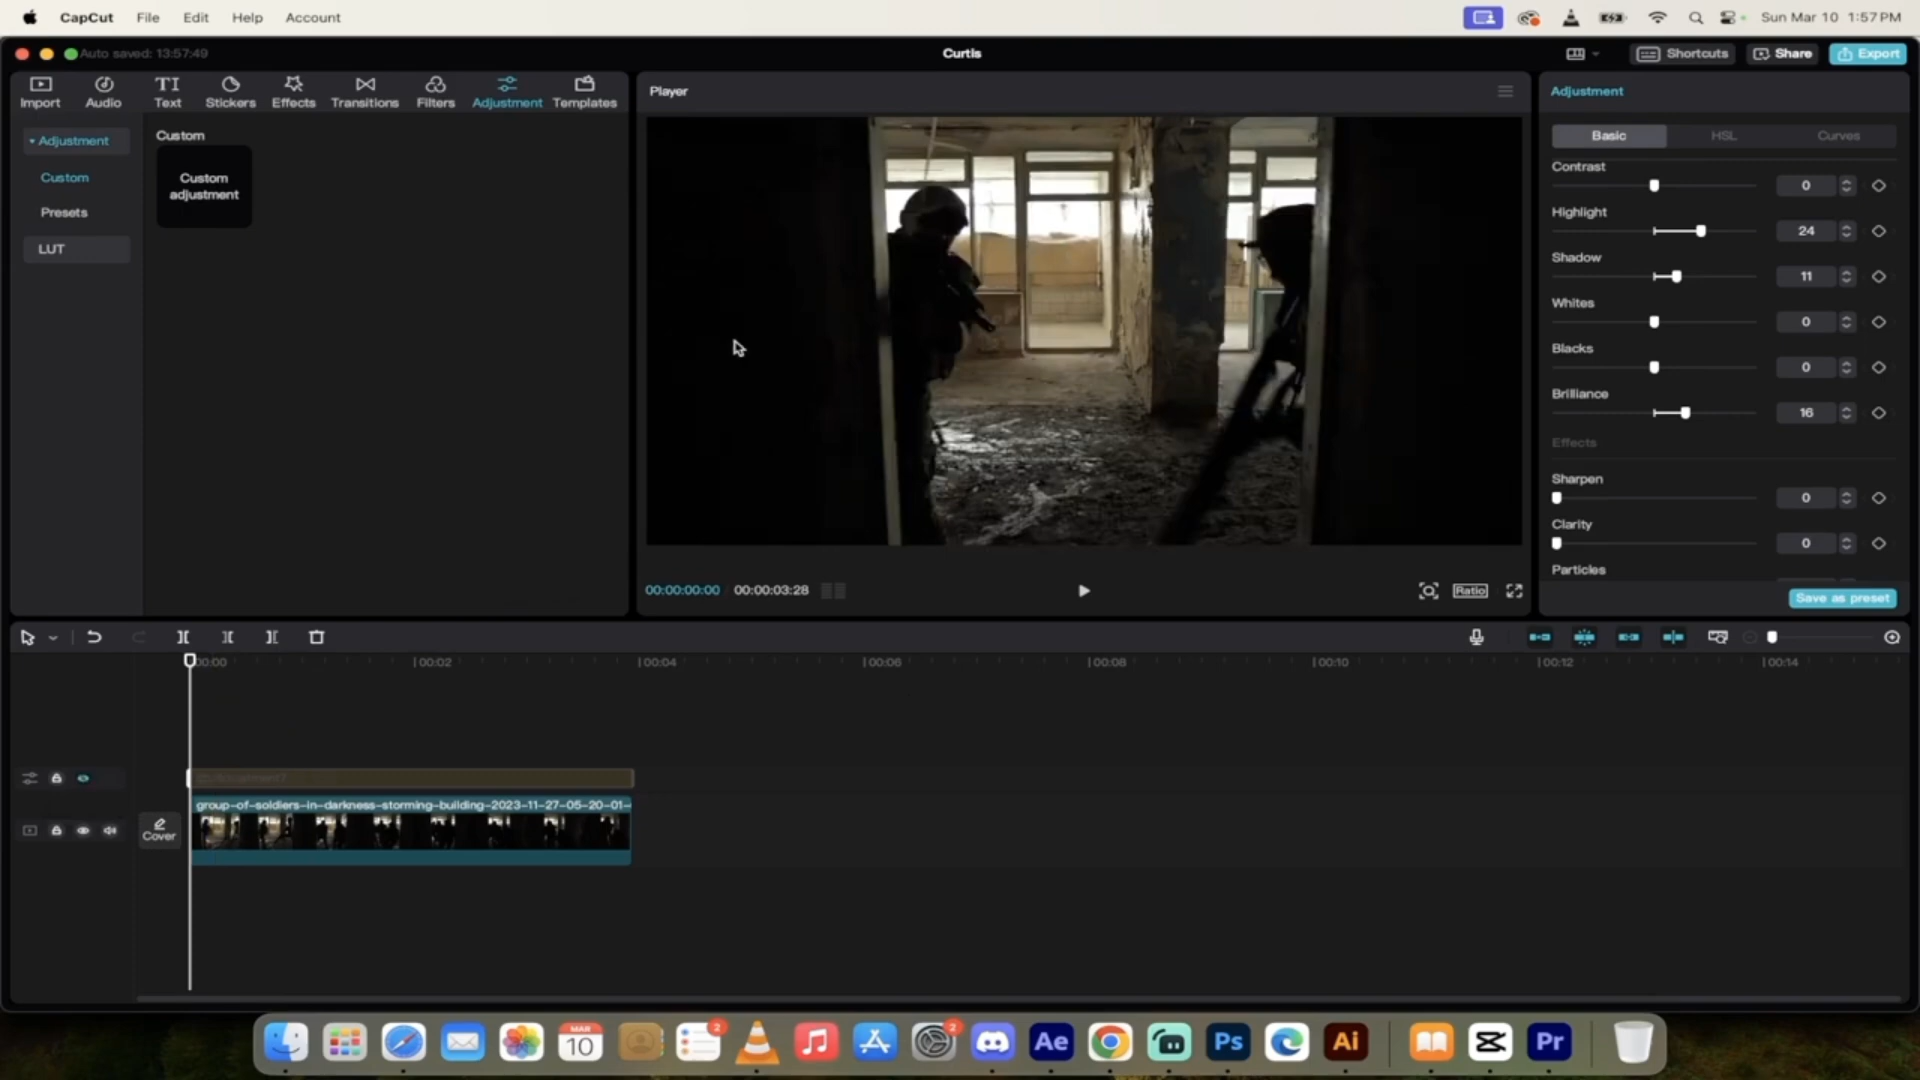 CapCut File Edit Help Account
Sun Mar 10 1:57 PM
Auto saved: 13:57:49
Curtis
Shortcuts Share Export
Import Audio Text Stickers Effects Transitions Filters Adjustment Templates
TI
Adjustment
Custom
Presets
LUT
Custom
Custom adjustment
Player
00:00:00:00 00:00:03:28
Ratio
Adjustment
Basic HSL Curves
Contrast
0
Highlight
24
Shadow
11
Whites
0
Blacks
0
Brilliance
16
Effects
Sharpen
0
Clarity
0
Particles
Save as preset
00:00 00:02 00:04 00:06 00:08 00:10 00:12 00:14
Cover
group-of-soldiers-in-darkness-storming-building-2023-11-27-05-20-01-
MAR
10
2
2
Ae
Ps
Ai
Pr